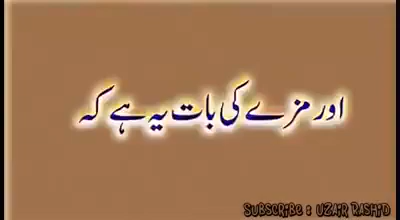 اور مزے کی بات یہ ہے کہ
SUBSCRIBE : UZAIR RASHID